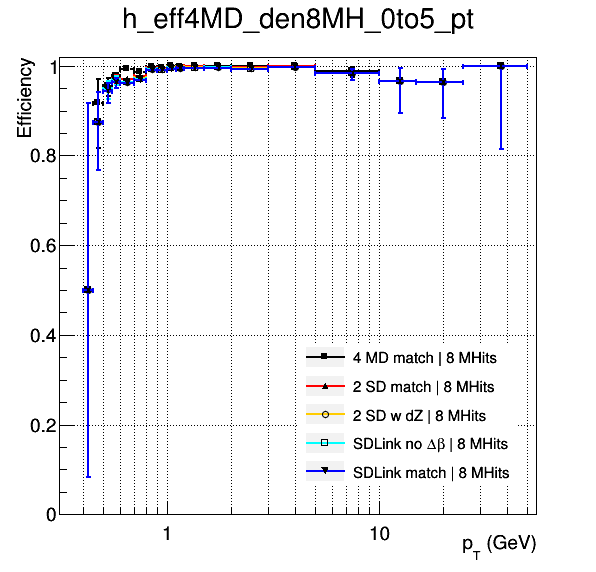 h_eff4MD_den8MH_0to5_pt
Efficiency
1
0.8
0.6
0.4
0.2
0
4 MD match | 8 MHits
2 SD match | 8 MHits
2 SD w dZ | 8 MHits
SDLink no Δβ | 8 MHits
SDLink match | 8 MHits
1
10
p_T (GeV)